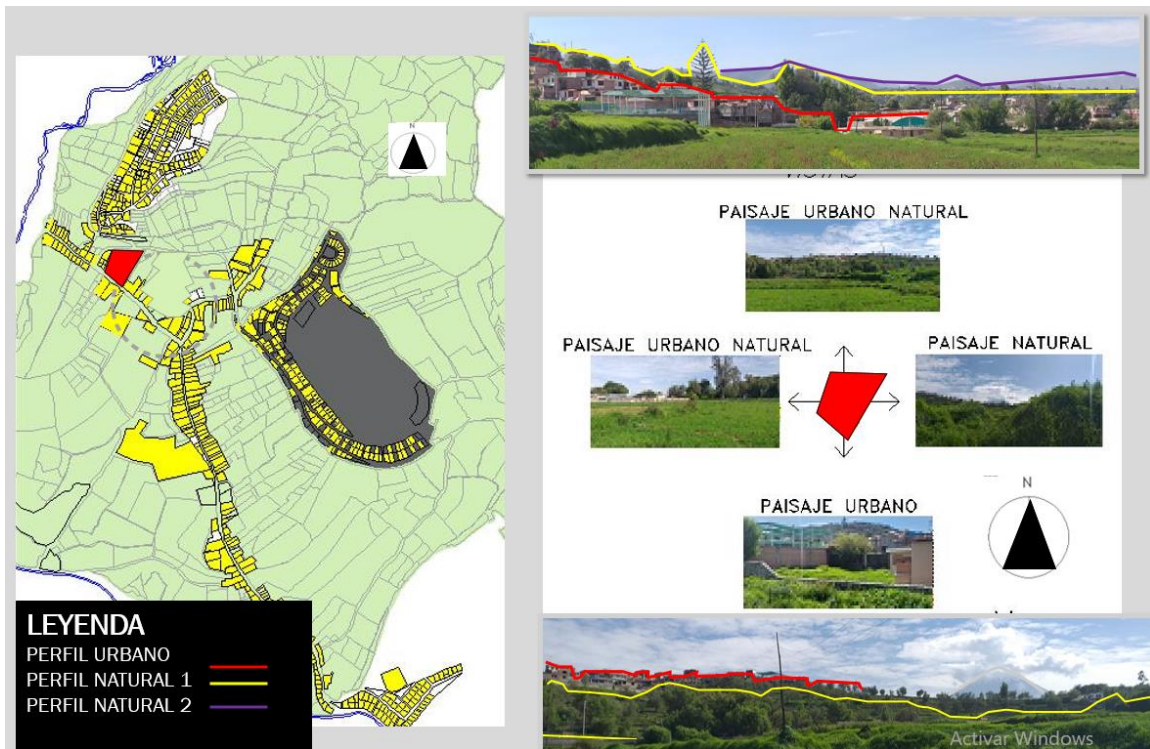 N
PAISAJE URBANO NATURAL
PAISAJE URBANO NATURAL
PAISAJE NATURAL
N
PAISAJE URBANO
LEYENDA
PERFIL URBANO
PERFIL NATURAL 1
PERFIL NATURAL 2
Activar Windows